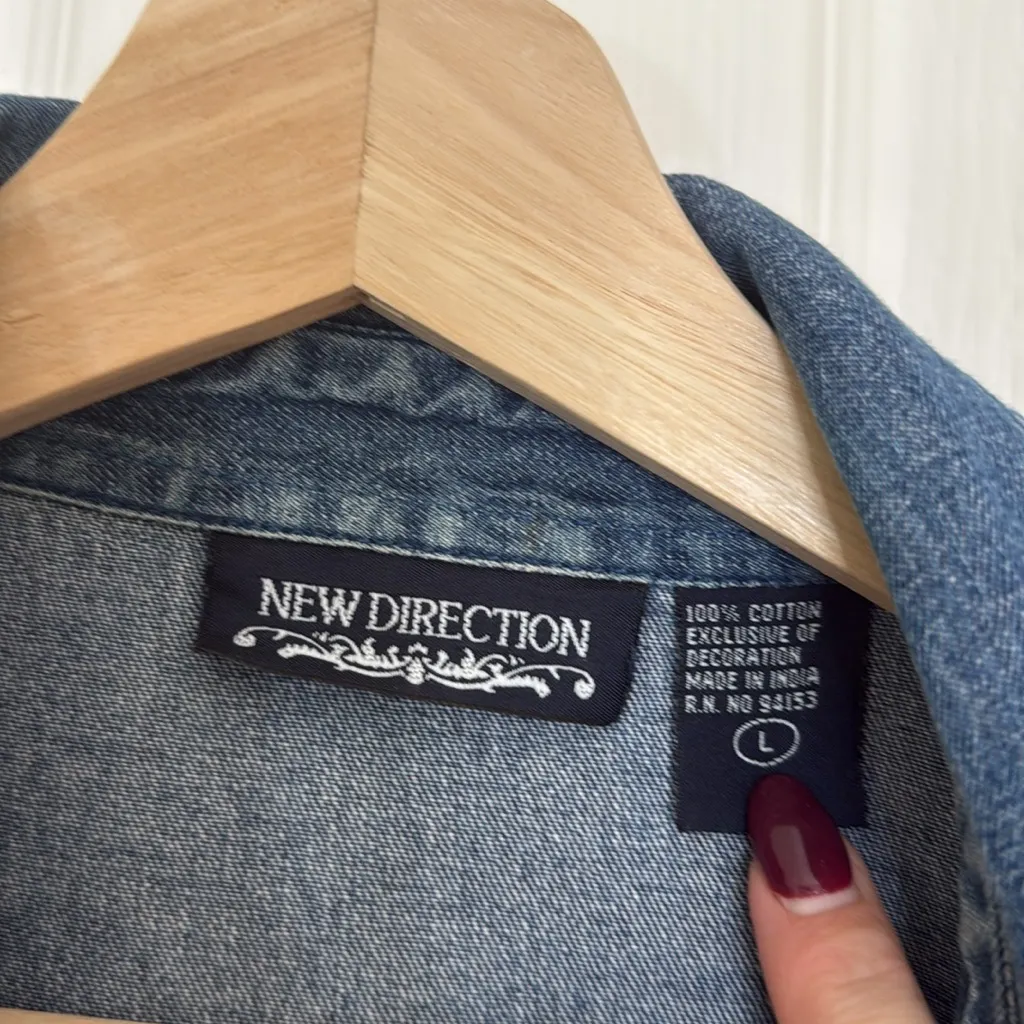 NEW DIRECTION
100% COTTON
EXCLUSIVE OF
DECORATION
MADE IN INDIA
R.N. NO 94153
L